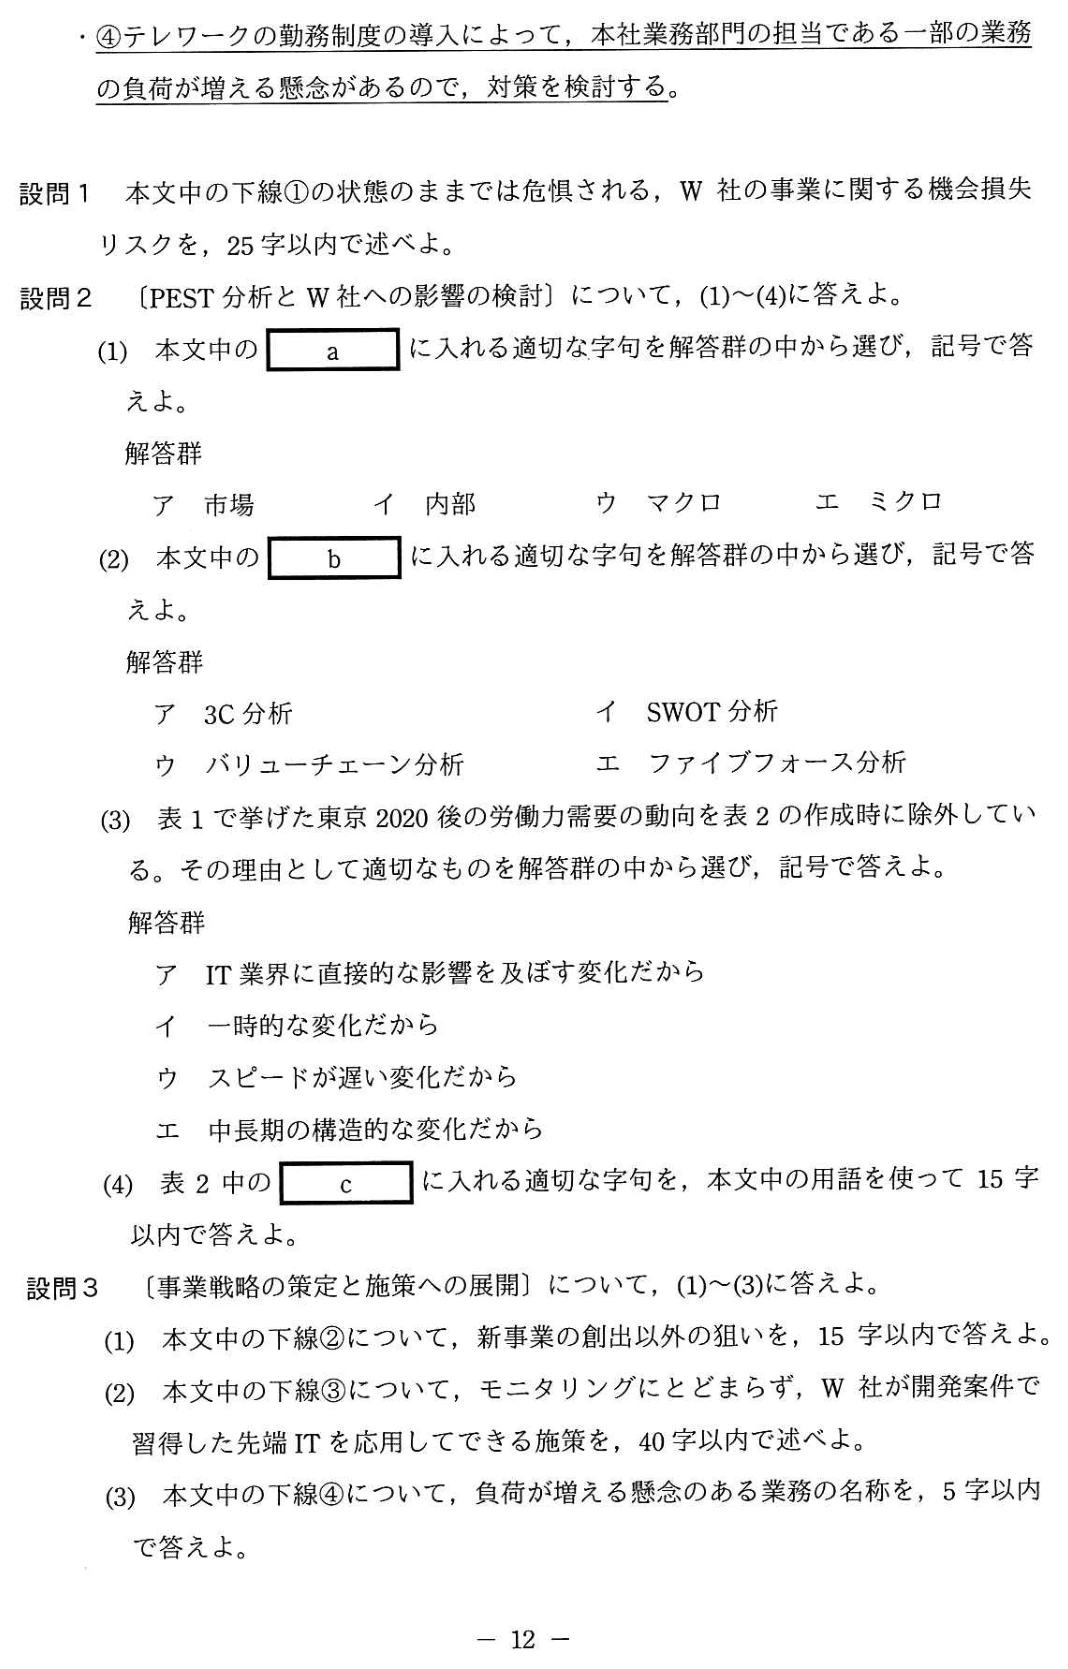 ・④テレワークの勤務制度の導入によって，本社業務部門の担当である一部の業務
の負荷が増える懸念があるので，対策を検討する。
設問1　本文中の下線①の状態のままでは危惧される，W 社の事業に関する機会損失
リスクを，25 字以内で述べよ。
設問2　〔PEST 分析と W 社への影響の検討〕について，(1)～(4)に答えよ。
(1)　本文中の a に入れる適切な字句を解答群の中から選び，記号で答
えよ。
解答群
ア　市場　イ　内部　ウ　マクロ　エ　ミクロ
(2)　本文中の b に入れる適切な字句を解答群の中から選び，記号で答
えよ。
解答群
ア　3C 分析　イ　SWOT 分析
ウ　バリューチェーン分析　エ　ファイブフォース分析
(3)　表 1 で挙げた東京 2020 後の労働力需要の動向を表 2 の作成時に除外してい
る。その理由として適切なものを解答群の中から選び，記号で答えよ。
解答群
ア　IT 業界に直接的な影響を及ぼす変化だから
イ　一時的な変化だから
ウ　スピードが遅い変化だから
エ　中長期の構造的な変化だから
(4)　表 2 中の c に入れる適切な字句を，本文中の用語を使って 15 字
以内で答えよ。
設問3　〔事業戦略の策定と施策への展開〕について，(1)～(3)に答えよ。
(1)　本文中の下線②について，新事業の創出以外の狙いを，15 字以内で答えよ。
(2)　本文中の下線③について，モニタリングにとどまらず，W 社が開発案件で
習得した先端 IT を応用してできる施策を，40 字以内で述べよ。
(3)　本文中の下線④について，負荷が増える懸念のある業務の名称を，5 字以内
で答えよ。
－ 12 －